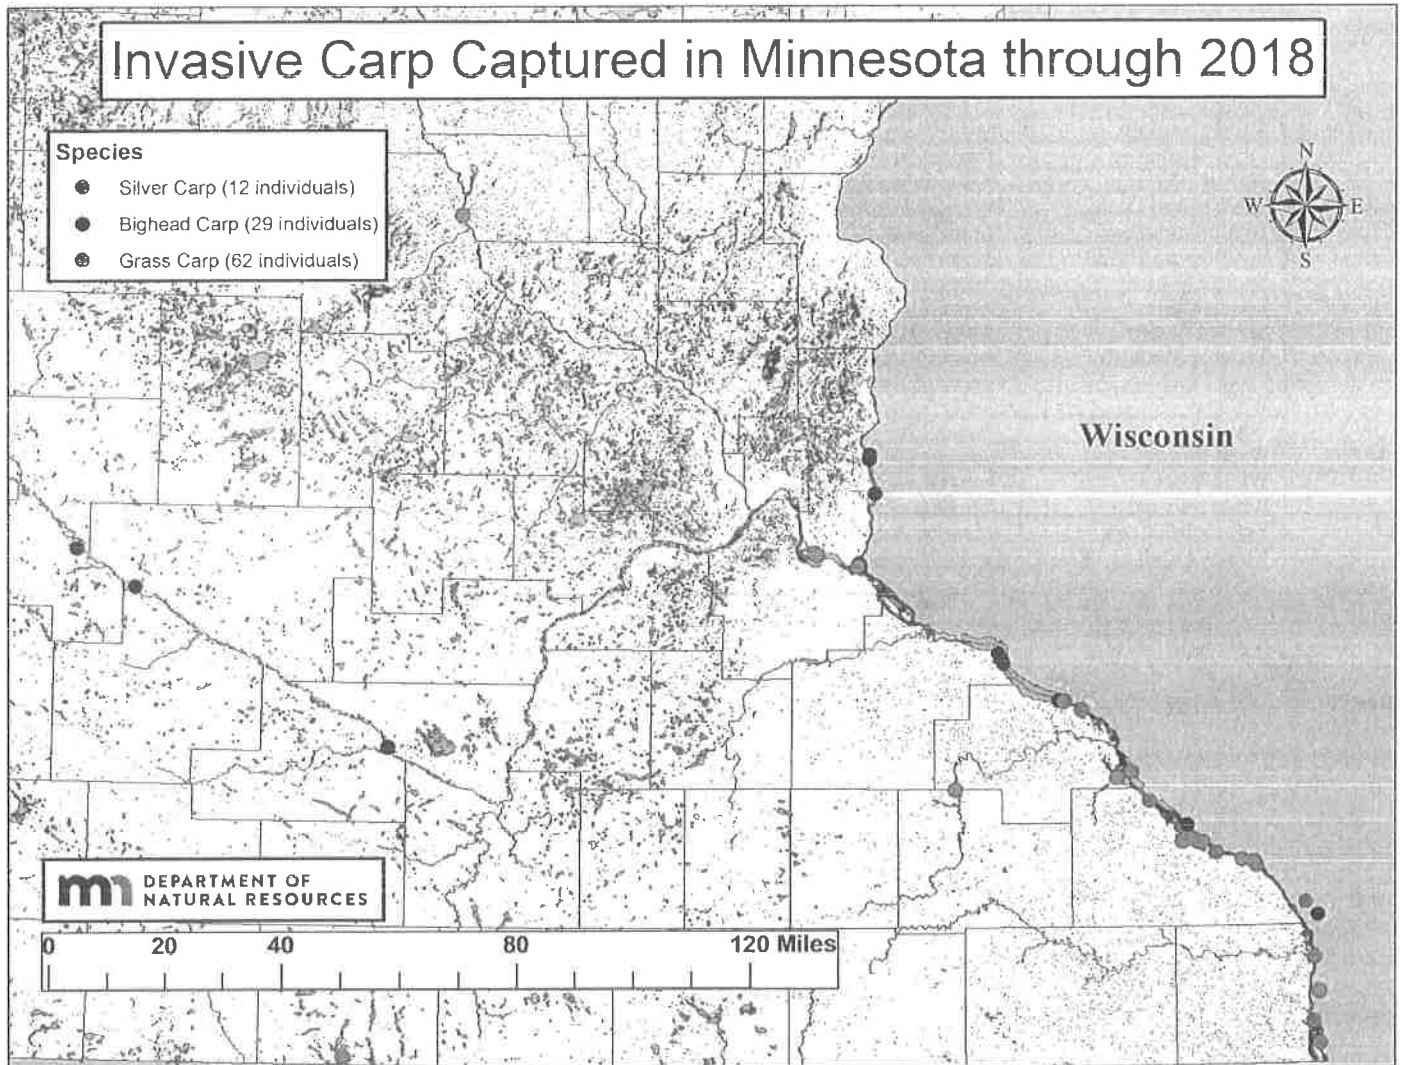 Invasive Carp Captured in Minnesota through 2018
Species
Silver Carp (12 individuals)
Bighead Carp (29 individuals)
Grass Carp (62 individuals)
N
W E
S
Wisconsin
mn DEPARTMENT OF
NATURAL RESOURCES
0 20 40 80 120 Miles